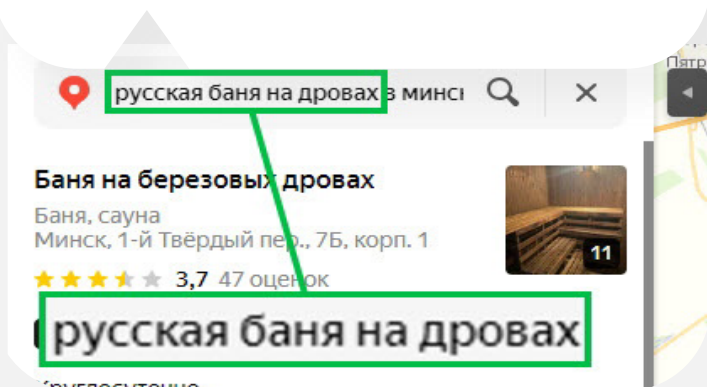 Пятр
русская баня на дровах в минск
Баня на березовых дровах
Баня, сауна
Минск, 1-й Твёрдый пер., 7Б, корп. 1
11
3,7 47 оценок
русская баня на дровах
Круглосуточно